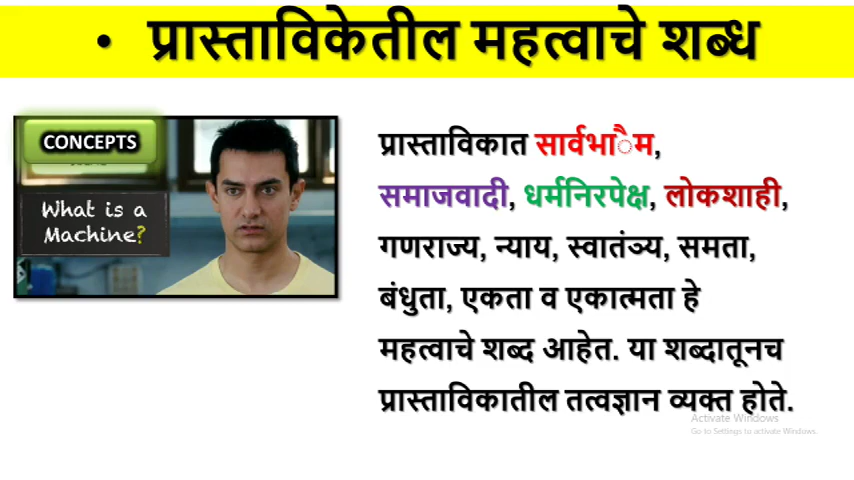 • प्रास्ताविकेतील महत्वाचे शब्ध
CONCEPTS
What is a
Machine?
प्रास्ताविकात सार्वभाैम,
समाजवादी, धर्मनिरपेक्ष, लोकशाही,
गणराज्य, न्याय, स्वातंञ्य, समता,
बंधुता, एकता व एकात्मता हे
महत्वाचे शब्द आहेत. या शब्दातूनच
प्रास्ताविकातील तत्वज्ञान व्यक्त होते.
Activate Windows
Go to Settings to activate Windows.